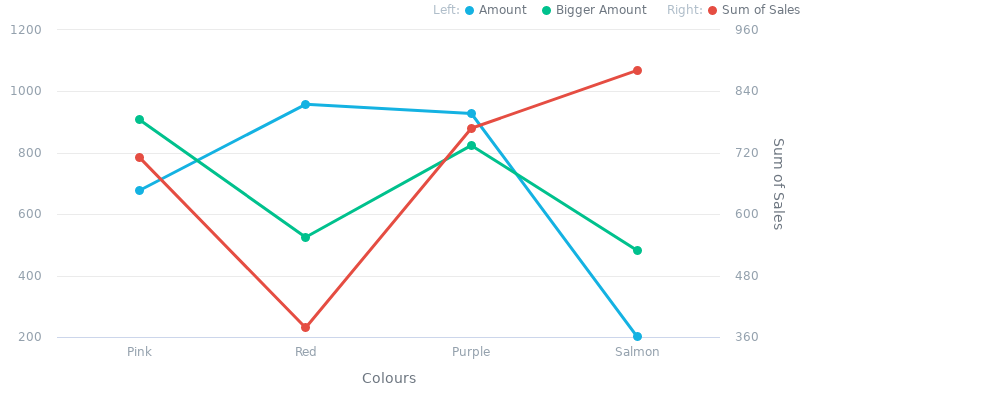 Left: Amount Bigger Amount Right: Sum of Sales
1200 960
1000 840
800 720
600 600
400 480
200 360
Sum of Sales
Pink Red Purple Salmon
Colours